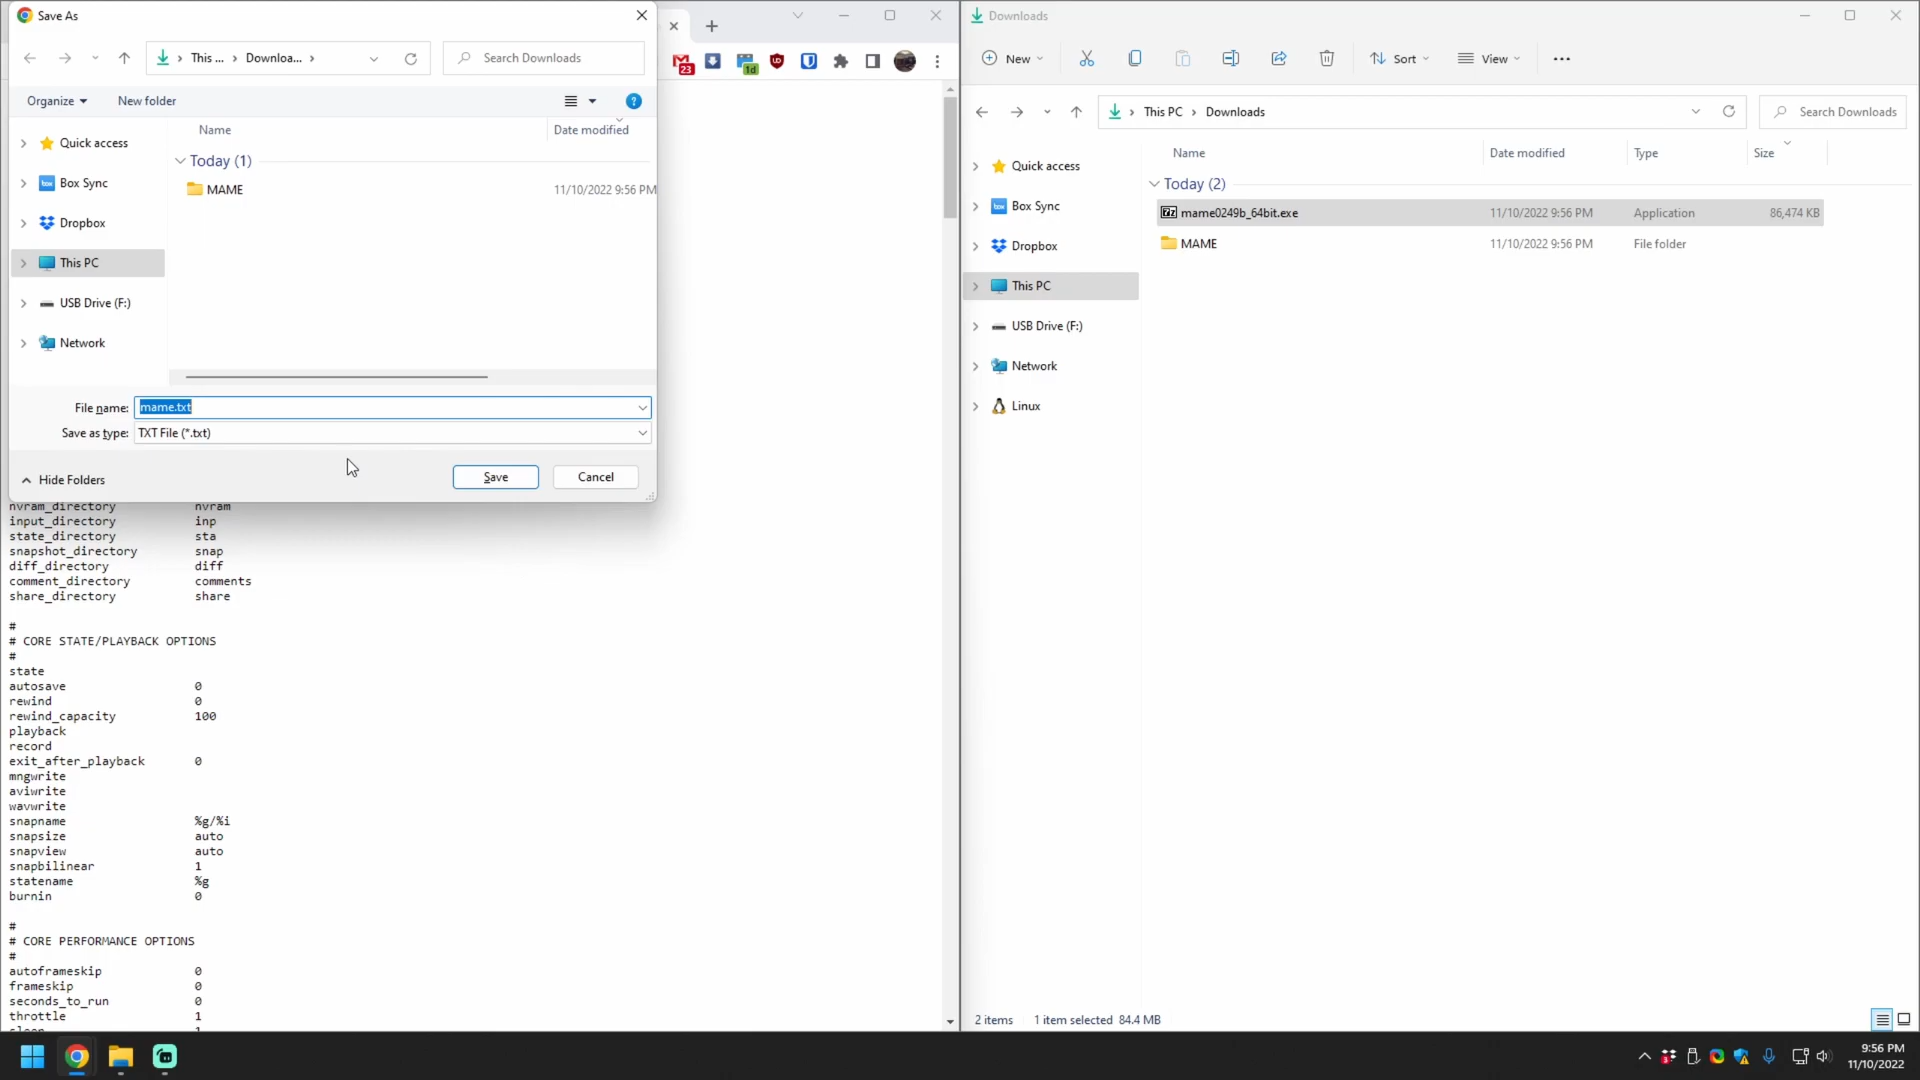 Save As
This ... › Downloa... ›
Search Downloads
Organize
New folder
Name
Date modified
Quick access
Box Sync
Dropbox
This PC
USB Drive (F:)
Network
Today (1)
MAME
11/10/2022 9:56 PM
File name:
mame.txt
Save as type:
TXT File (*.txt)
Hide Folders
Save
Cancel
23
1d
nvram_directory nvram
input_directory inp
state_directory sta
snapshot_directory snap
diff_directory diff
comment_directory comments
share_directory share
#
# CORE STATE/PLAYBACK OPTIONS
#
state
autosave 0
rewind 0
rewind_capacity 100
playback
record
exit_after_playback 0
mngwrite
aviwrite
wavwrite
snapname %g/%i
snapsize auto
snapview auto
snapbilinear 1
statename %g
burnin 0
#
# CORE PERFORMANCE OPTIONS
#
autoframeskip 0
frameskip 0
seconds_to_run 0
throttle 1
sleep 1
Downloads
New
Sort
View
This PC › Downloads
Search Downloads
Name
Date modified
Type
Size
Quick access
Box Sync
Dropbox
This PC
USB Drive (F:)
Network
Linux
Today (2)
mame0249b_64bit.exe 11/10/2022 9:56 PM Application 86,474 KB
MAME 11/10/2022 9:56 PM File folder
2 items
1 item selected 84.4 MB
9:56 PM
11/10/2022